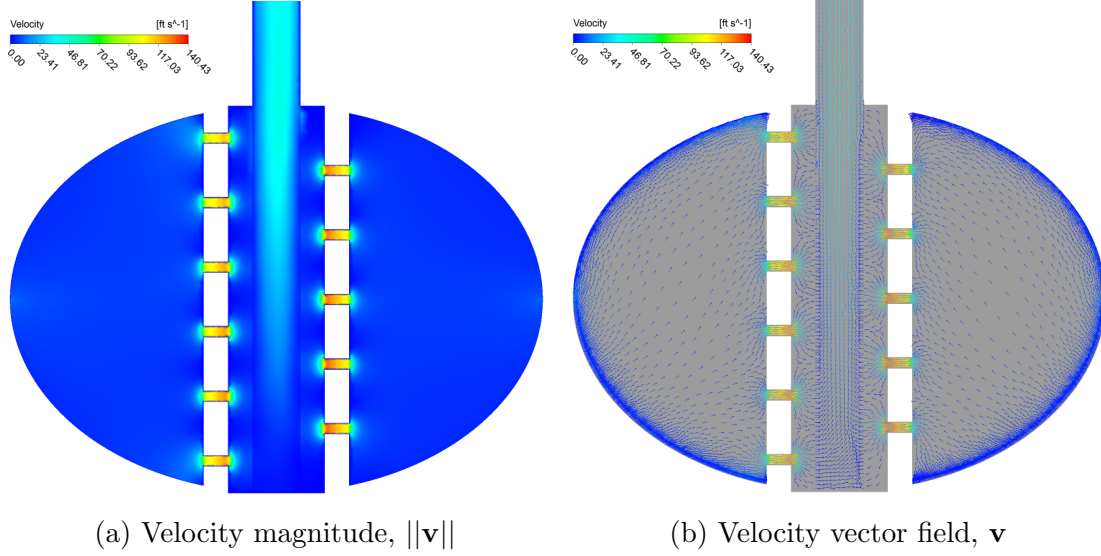 Velocity [ft s^-1]
0.00 23.41 46.81 70.22 93.62 117.03 140.43
Velocity [ft s^-1]
0.00 23.41 46.81 70.22 93.62 117.03 140.43
(a) Velocity magnitude, ||v||
(b) Velocity vector field, v